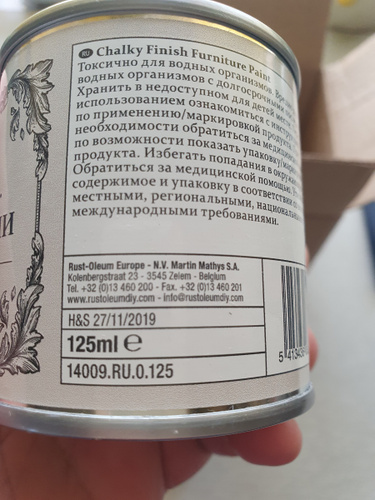 RU Chalky Finish Furniture Paint
Токсично для водных организмов.
водных организмов с долгосрочными
Хранить в недоступном для детей месте.
использованием ознакомиться с
по применению/маркировкой продукта.
необходимости обратиться за
по возможности показать упаковку/
продукта. Избегать попадания в
Обратиться за медицинской помощью.
содержимое и упаковку в соответствии с
местными, региональными,
международными требованиями.
Rust-Oleum Europe - N.V. Martin Mathys S.A.
Kolenbergstraat 23 - 3545 Zelem - Belgium
Tel. +32 (0)13 460 200 - Fax. +32 (0)13 460 201
www.rustoleumdiy.com - info@rustoleumdiy.com
H&S 27/11/2019
125ml ℮
14009.RU.0.125